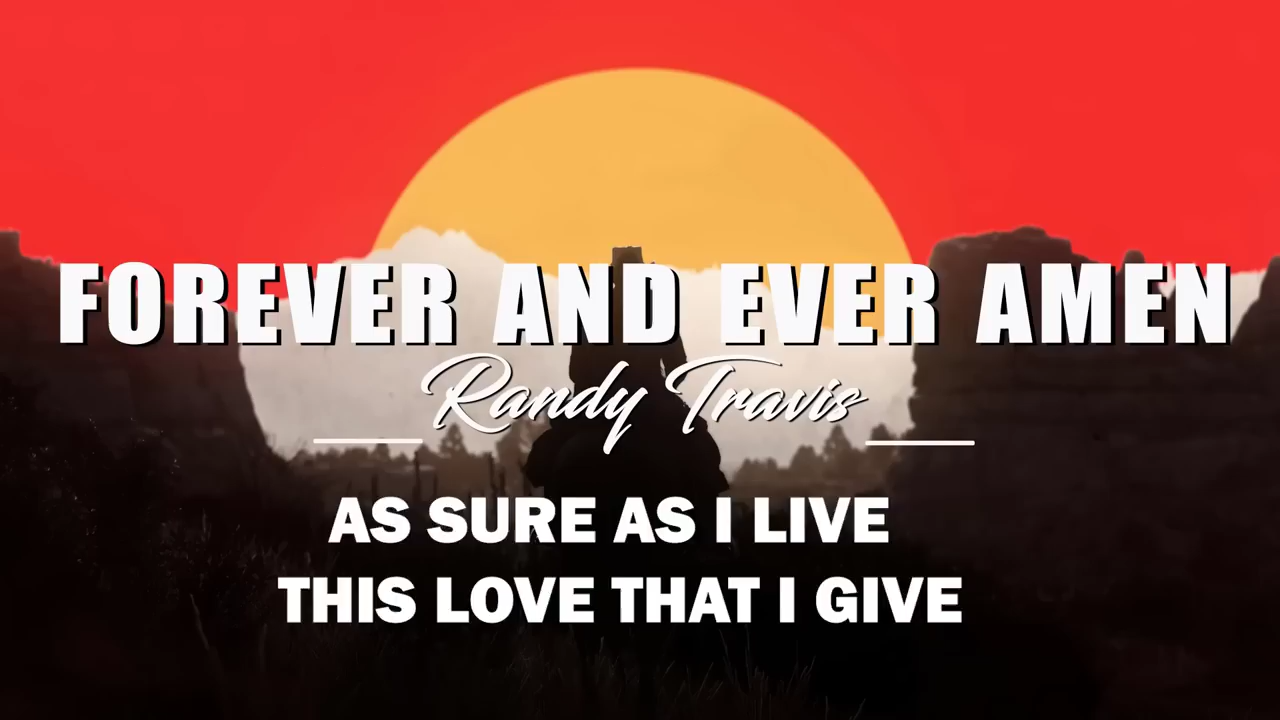 FOREVER AND EVER AMEN
Randy Travis
AS SURE AS I LIVE
THIS LOVE THAT I GIVE